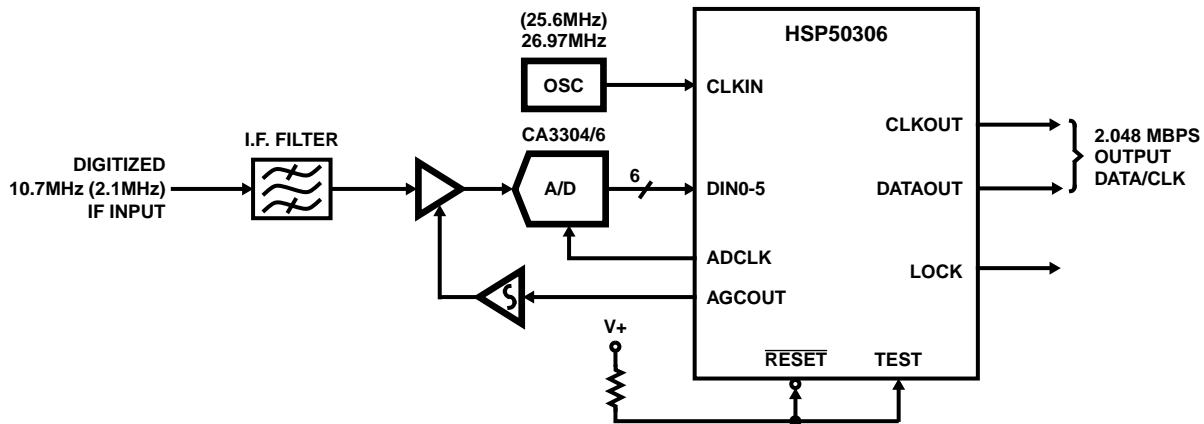 (25.6MHz)
26.97MHz
OSC
HSP50306
CLKIN
CLKOUT
2.048 MBPS
OUTPUT
DATA/CLK
I.F. FILTER
CA3304/6
DIGITIZED
10.7MHz (2.1MHz)
IF INPUT
A/D
6
DIN0-5
DATAOUT
ADCLK
LOCK
AGCOUT
V+
RESET
TEST